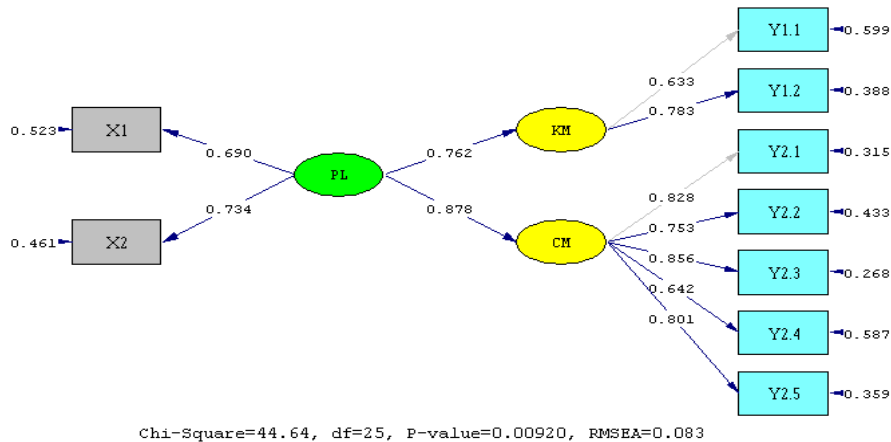 Y1.1
0.599
0.633
Y1.2
0.388
0.783
0.523
X1
0.690
PL
0.762
KM
Y2.1
0.315
0.828
0.734
0.878
Y2.2
0.433
0.753
0.461
X2
CM
0.856
Y2.3
0.268
0.642
0.801
Y2.4
0.587
Y2.5
0.359
Chi-Square=44.64, df=25, P-value=0.00920, RMSEA=0.083